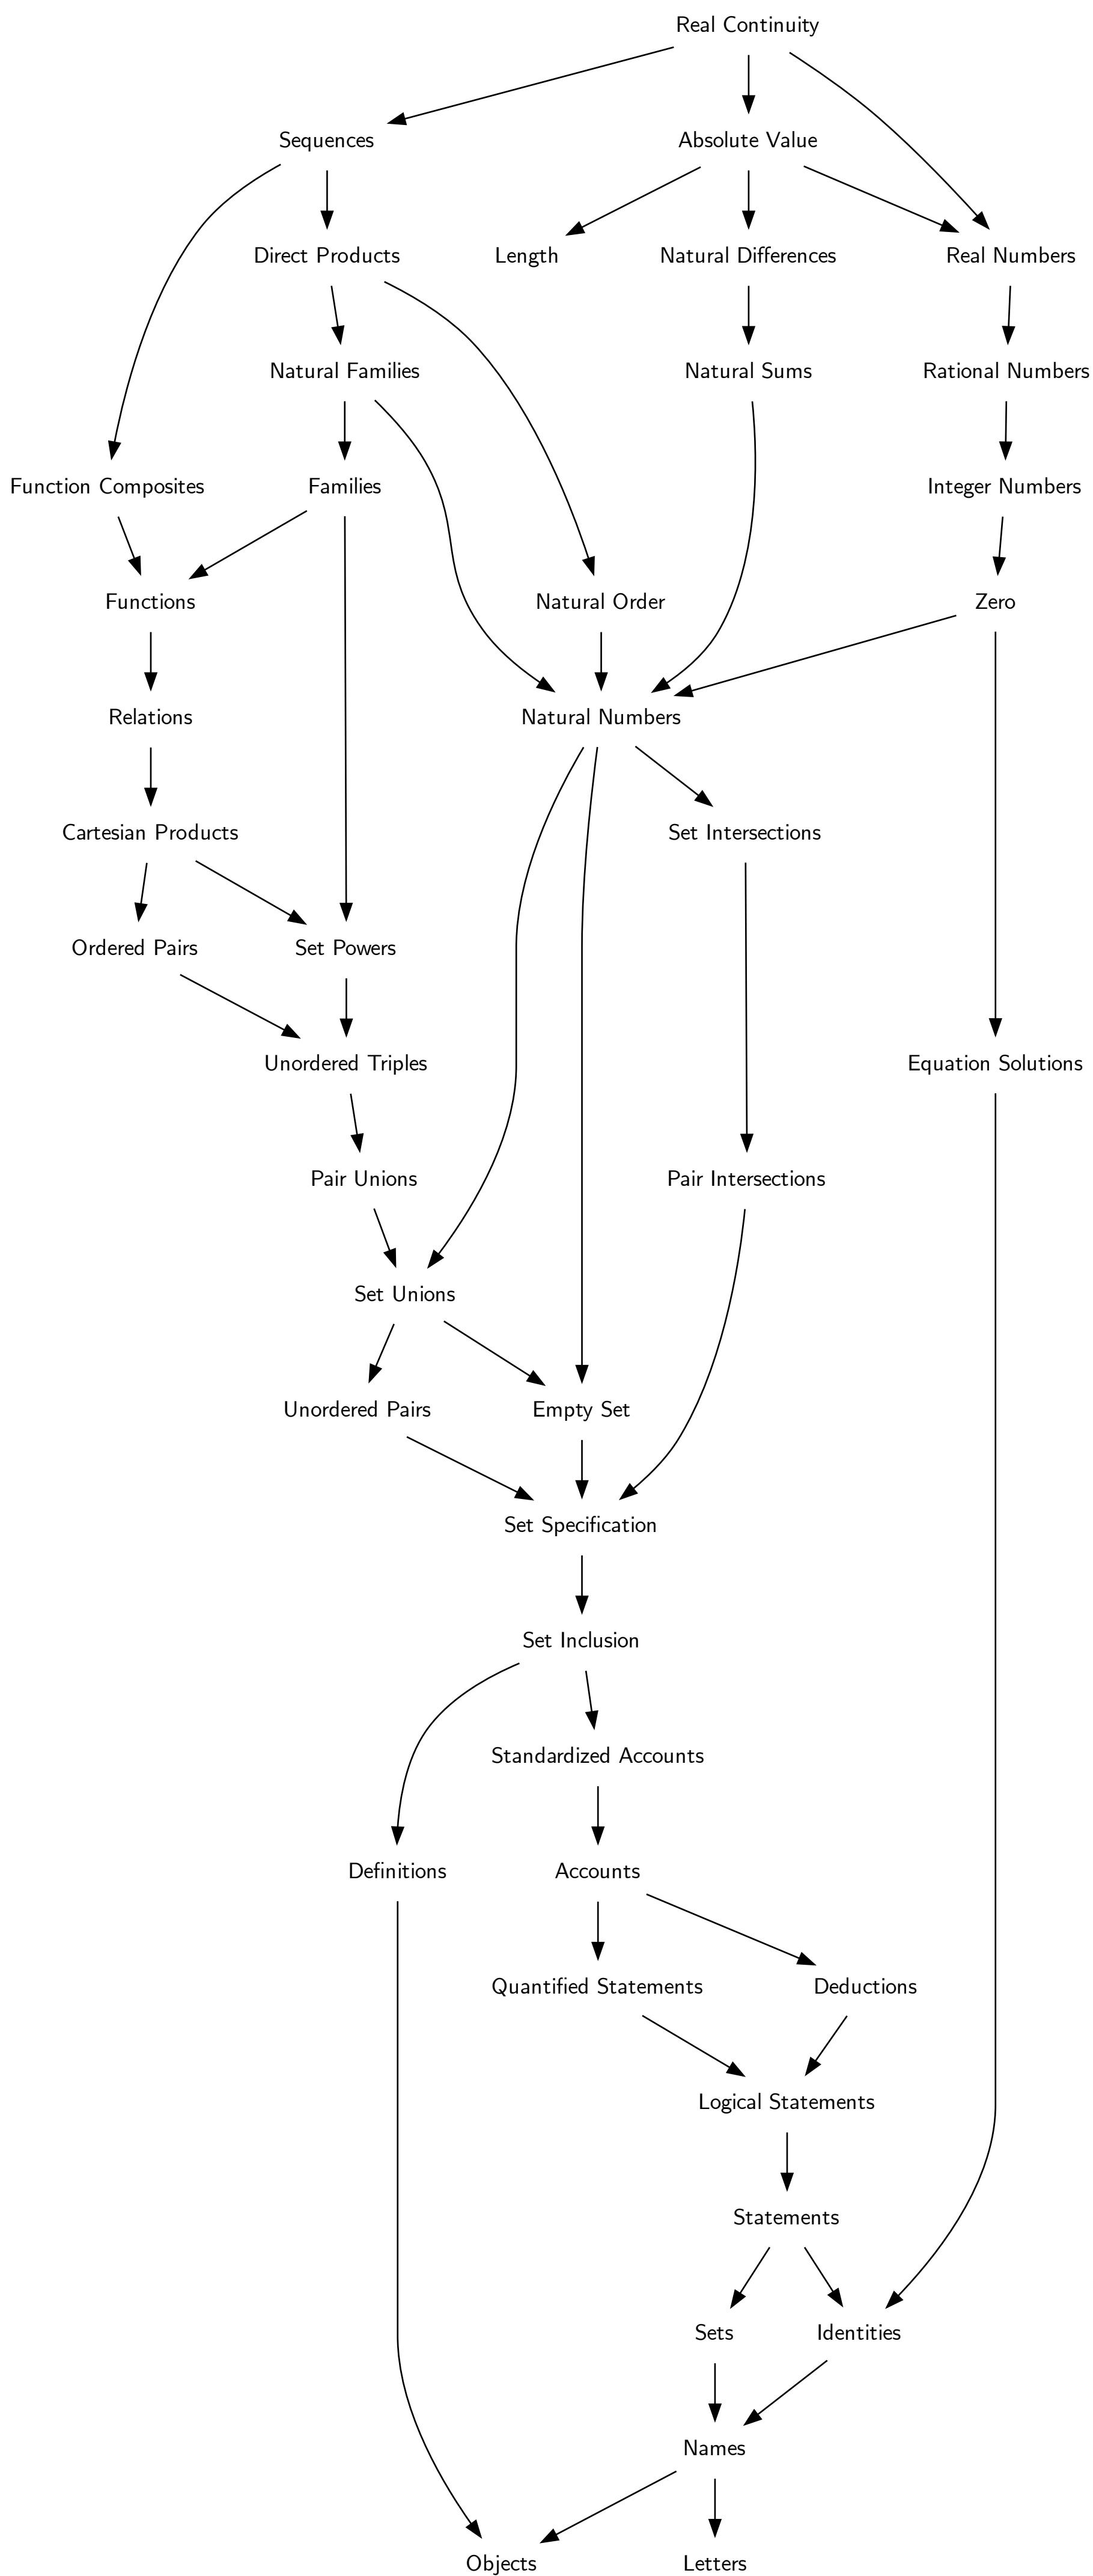 Real Continuity
Sequences
Absolute Value
Direct Products
Length
Natural Differences
Real Numbers
Natural Families
Natural Sums
Rational Numbers
Function Composites
Families
Integer Numbers
Functions
Natural Order
Zero
Relations
Natural Numbers
Cartesian Products
Set Intersections
Ordered Pairs
Set Powers
Unordered Triples
Equation Solutions
Pair Unions
Pair Intersections
Set Unions
Unordered Pairs
Empty Set
Set Specification
Set Inclusion
Standardized Accounts
Definitions
Accounts
Quantified Statements
Deductions
Logical Statements
Statements
Sets
Identities
Names
Objects
Letters